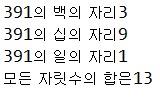 391의 백의 자리3
391의 십의 자리9
391의 일의 자리1
모든 자릿수의 합은13